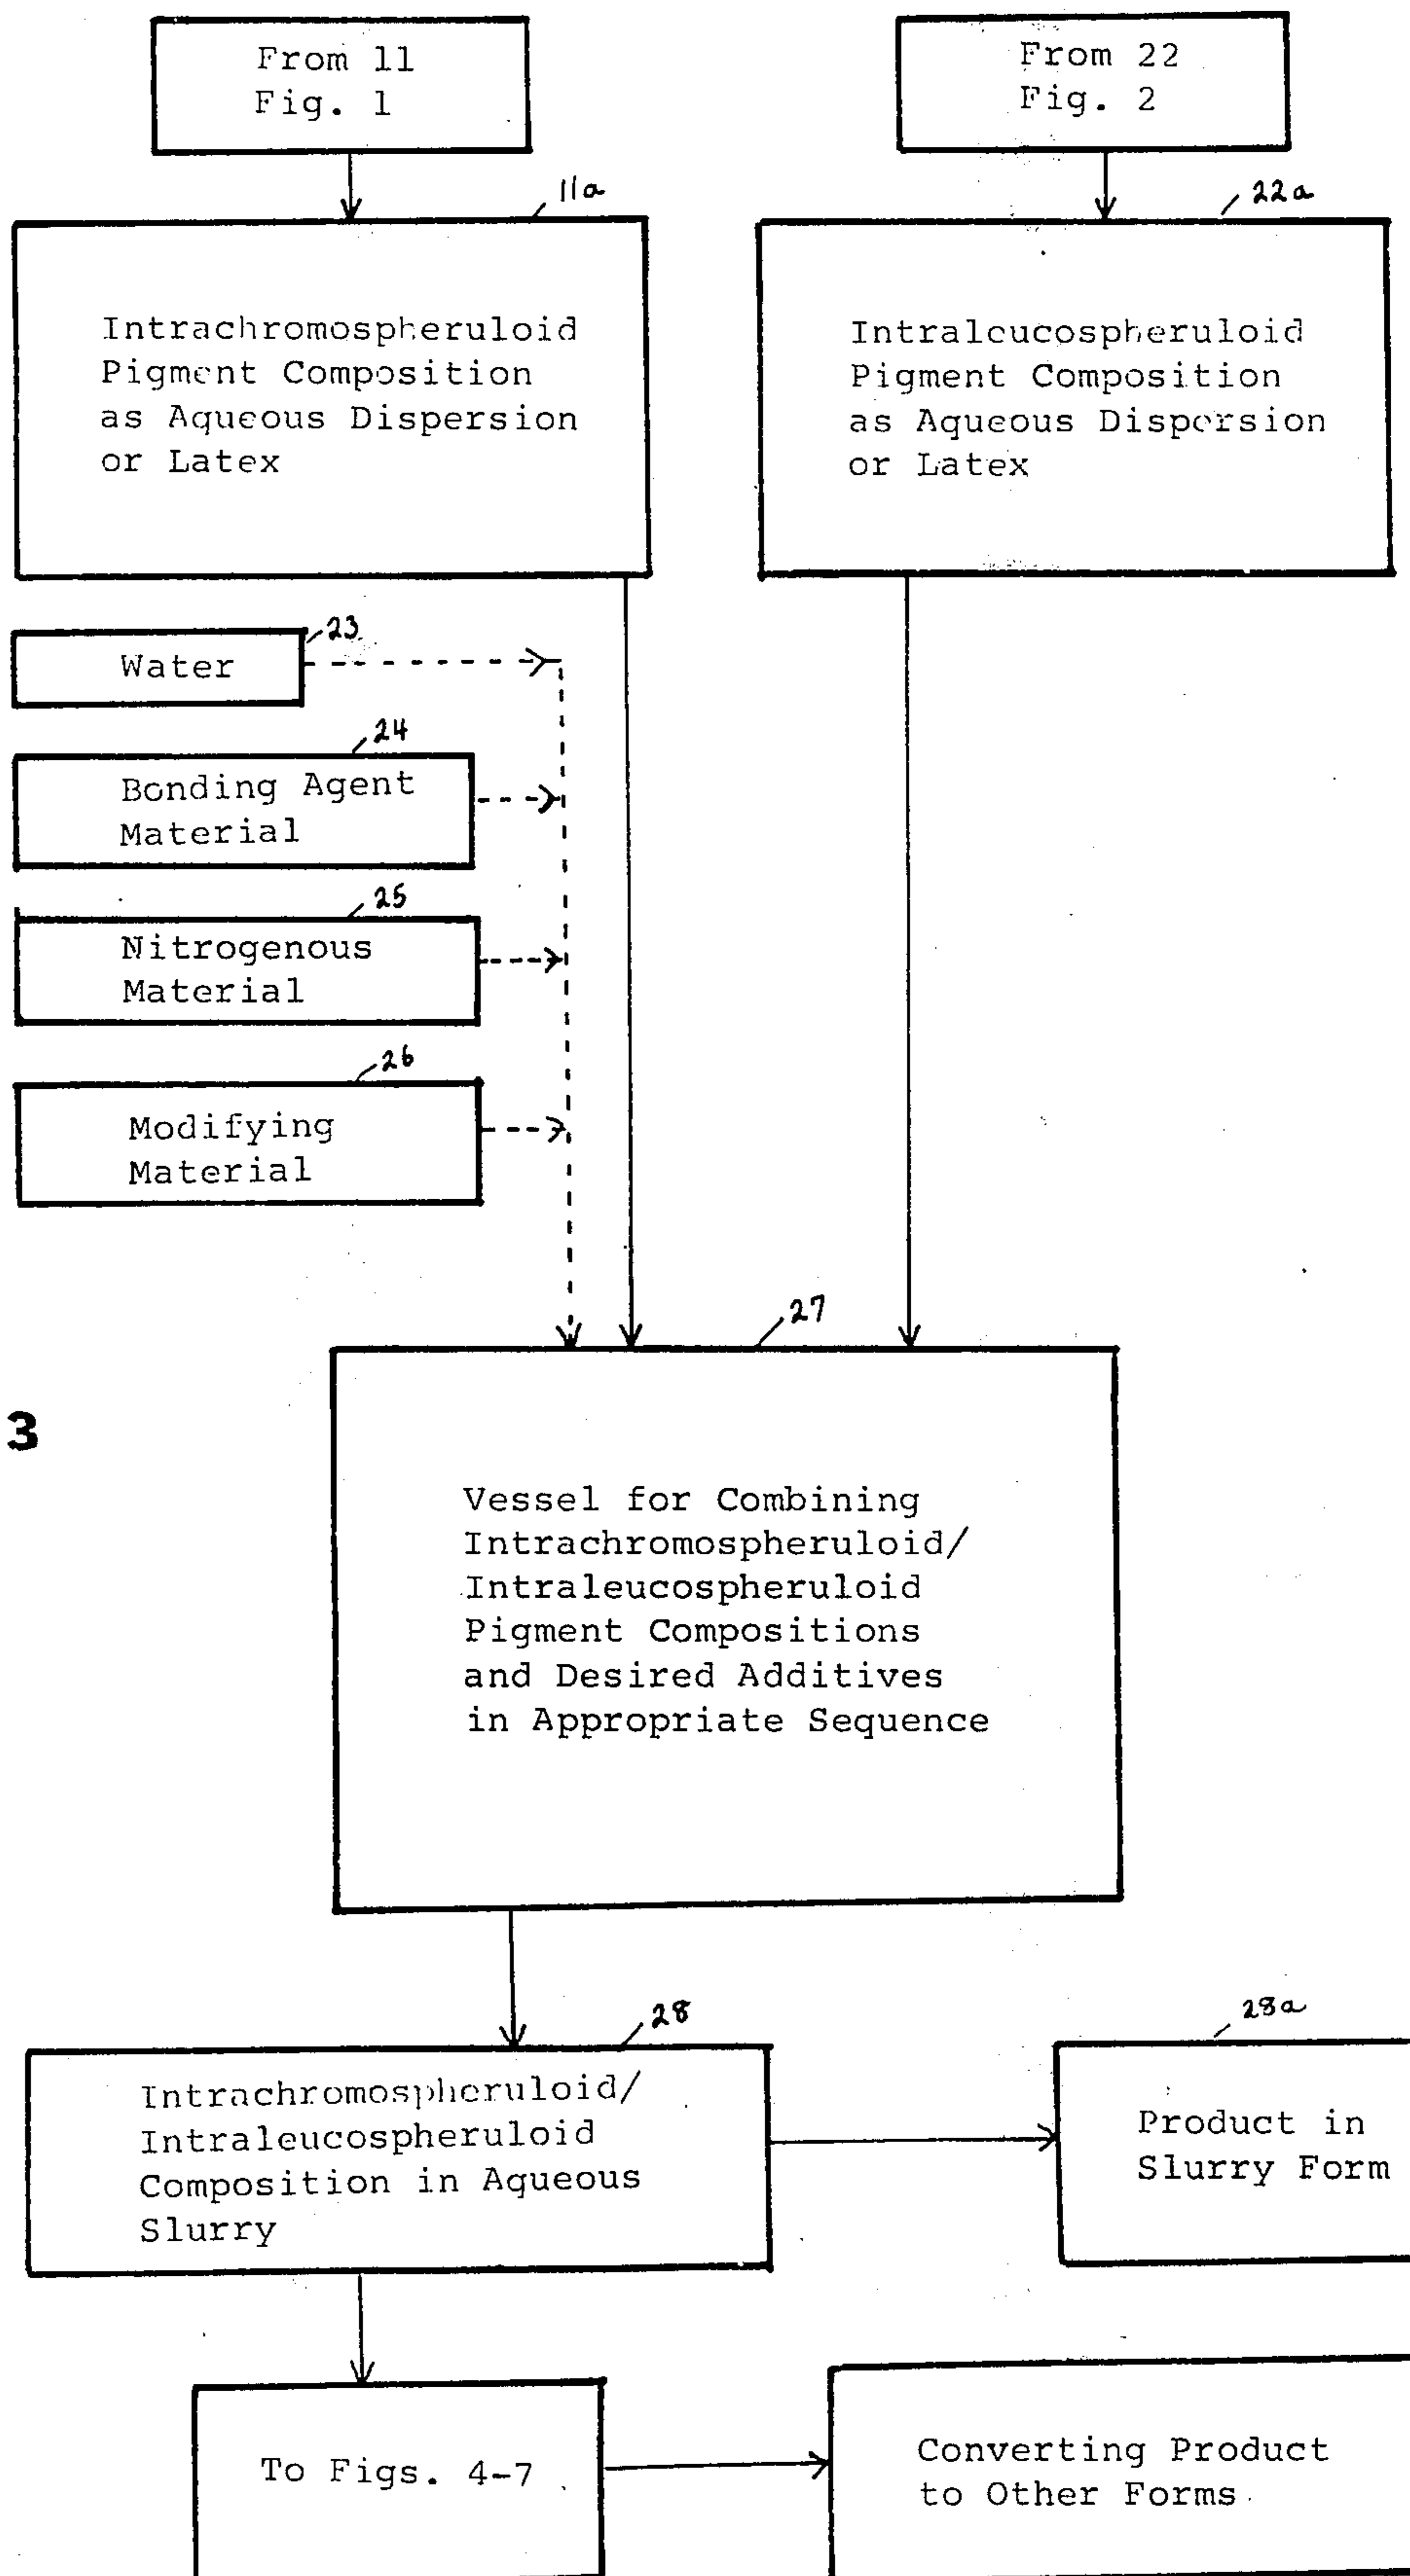 From 11
Fig. 1
From 22
Fig. 2
11a
22a
Intrachromospheruloid
Pigment Composition
as Aqueous Dispersion
or Latex
Intraleucospheruloid
Pigment Composition
as Aqueous Dispersion
or Latex
23
Water
24
Bonding Agent
Material
25
Nitrogenous
Material
26
Modifying
Material
27
3
Vessel for Combining
Intrachromospheruloid/
Intraleucospheruloid
Pigment Compositions
and Desired Additives
in Appropriate Sequence
28
28a
Intrachromospheruloid/
Intraleucospheruloid
Composition in Aqueous
Slurry
Product in
Slurry Form
To Figs. 4-7
Converting Product
to Other Forms